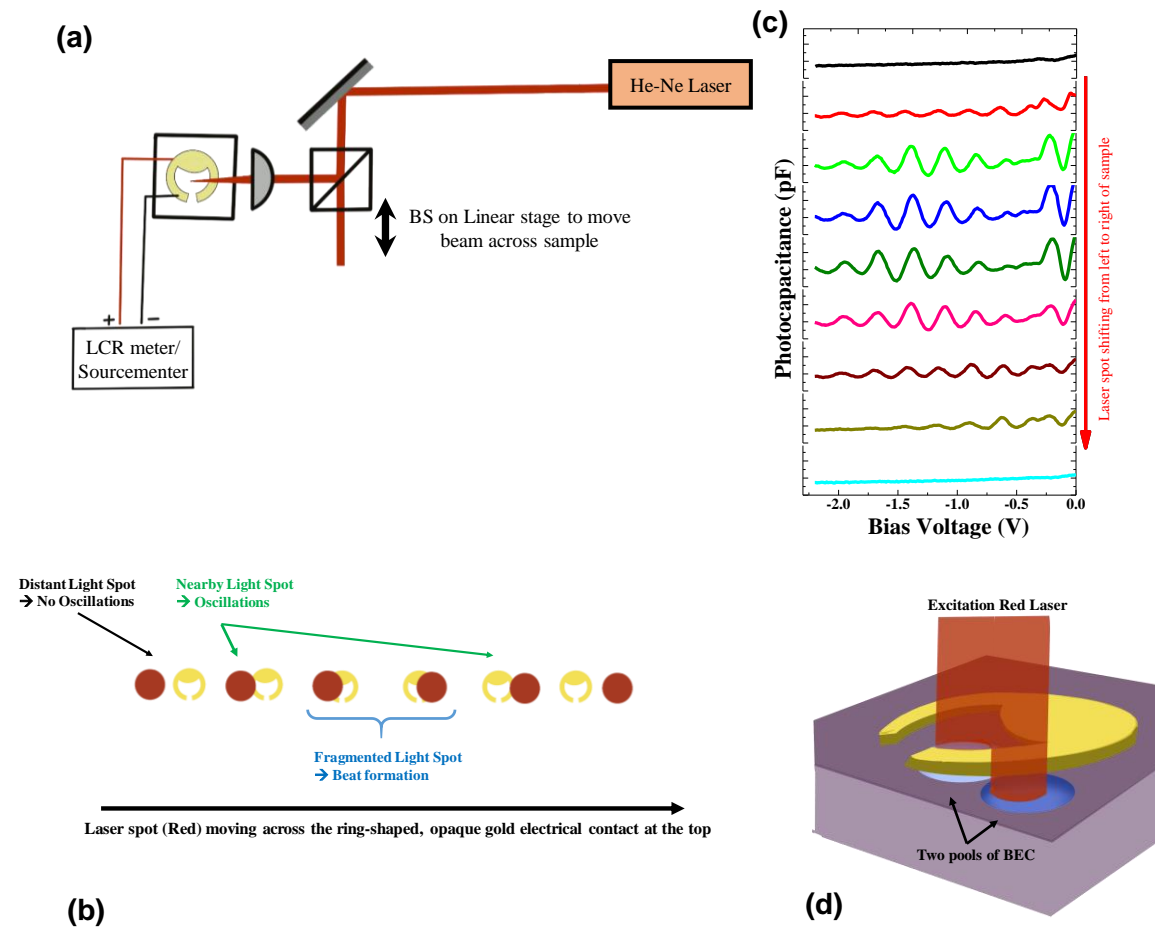 (a)
He-Ne Laser
BS on Linear stage to move
beam across sample
+
−
LCR meter/
Sourcementer
(c)
Photocapacitance (pF)
Laser spot shifting from left to right of sample
-2.0 -1.5 -1.0 -0.5 0.0
Bias Voltage (V)
Distant Light Spot
→ No Oscillations
Nearby Light Spot
→ Oscillations
Fragmented Light Spot
→ Beat formation
Laser spot (Red) moving across the ring-shaped, opaque gold electrical contact at the top
(b)
Excitation Red Laser
Two pools of BEC
(d)